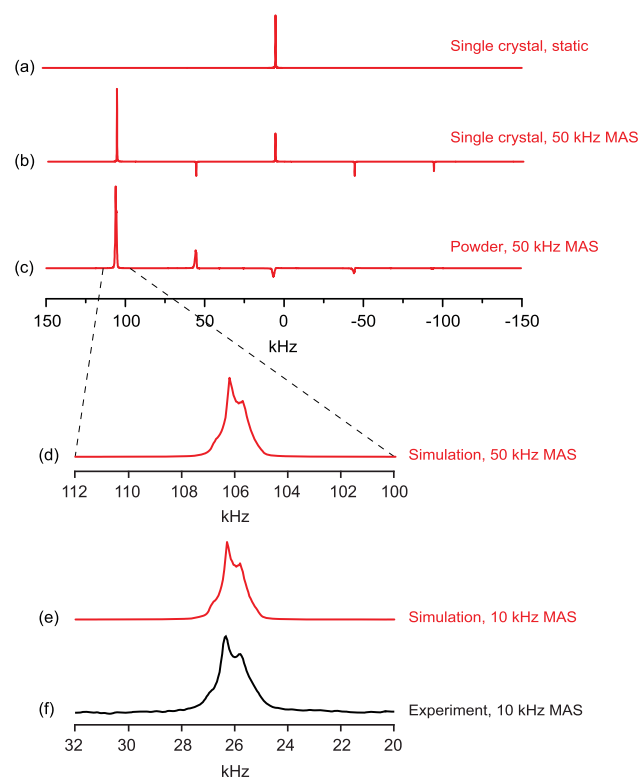 (a) Single crystal, static
(b) Single crystal, 50 kHz MAS
(c) Powder, 50 kHz MAS
150 100 50 0 -50 -100 -150
kHz
(d) Simulation, 50 kHz MAS
112 110 108 106 104 102 100
kHz
(e) Simulation, 10 kHz MAS
(f) Experiment, 10 kHz MAS
32 30 28 26 24 22 20
kHz